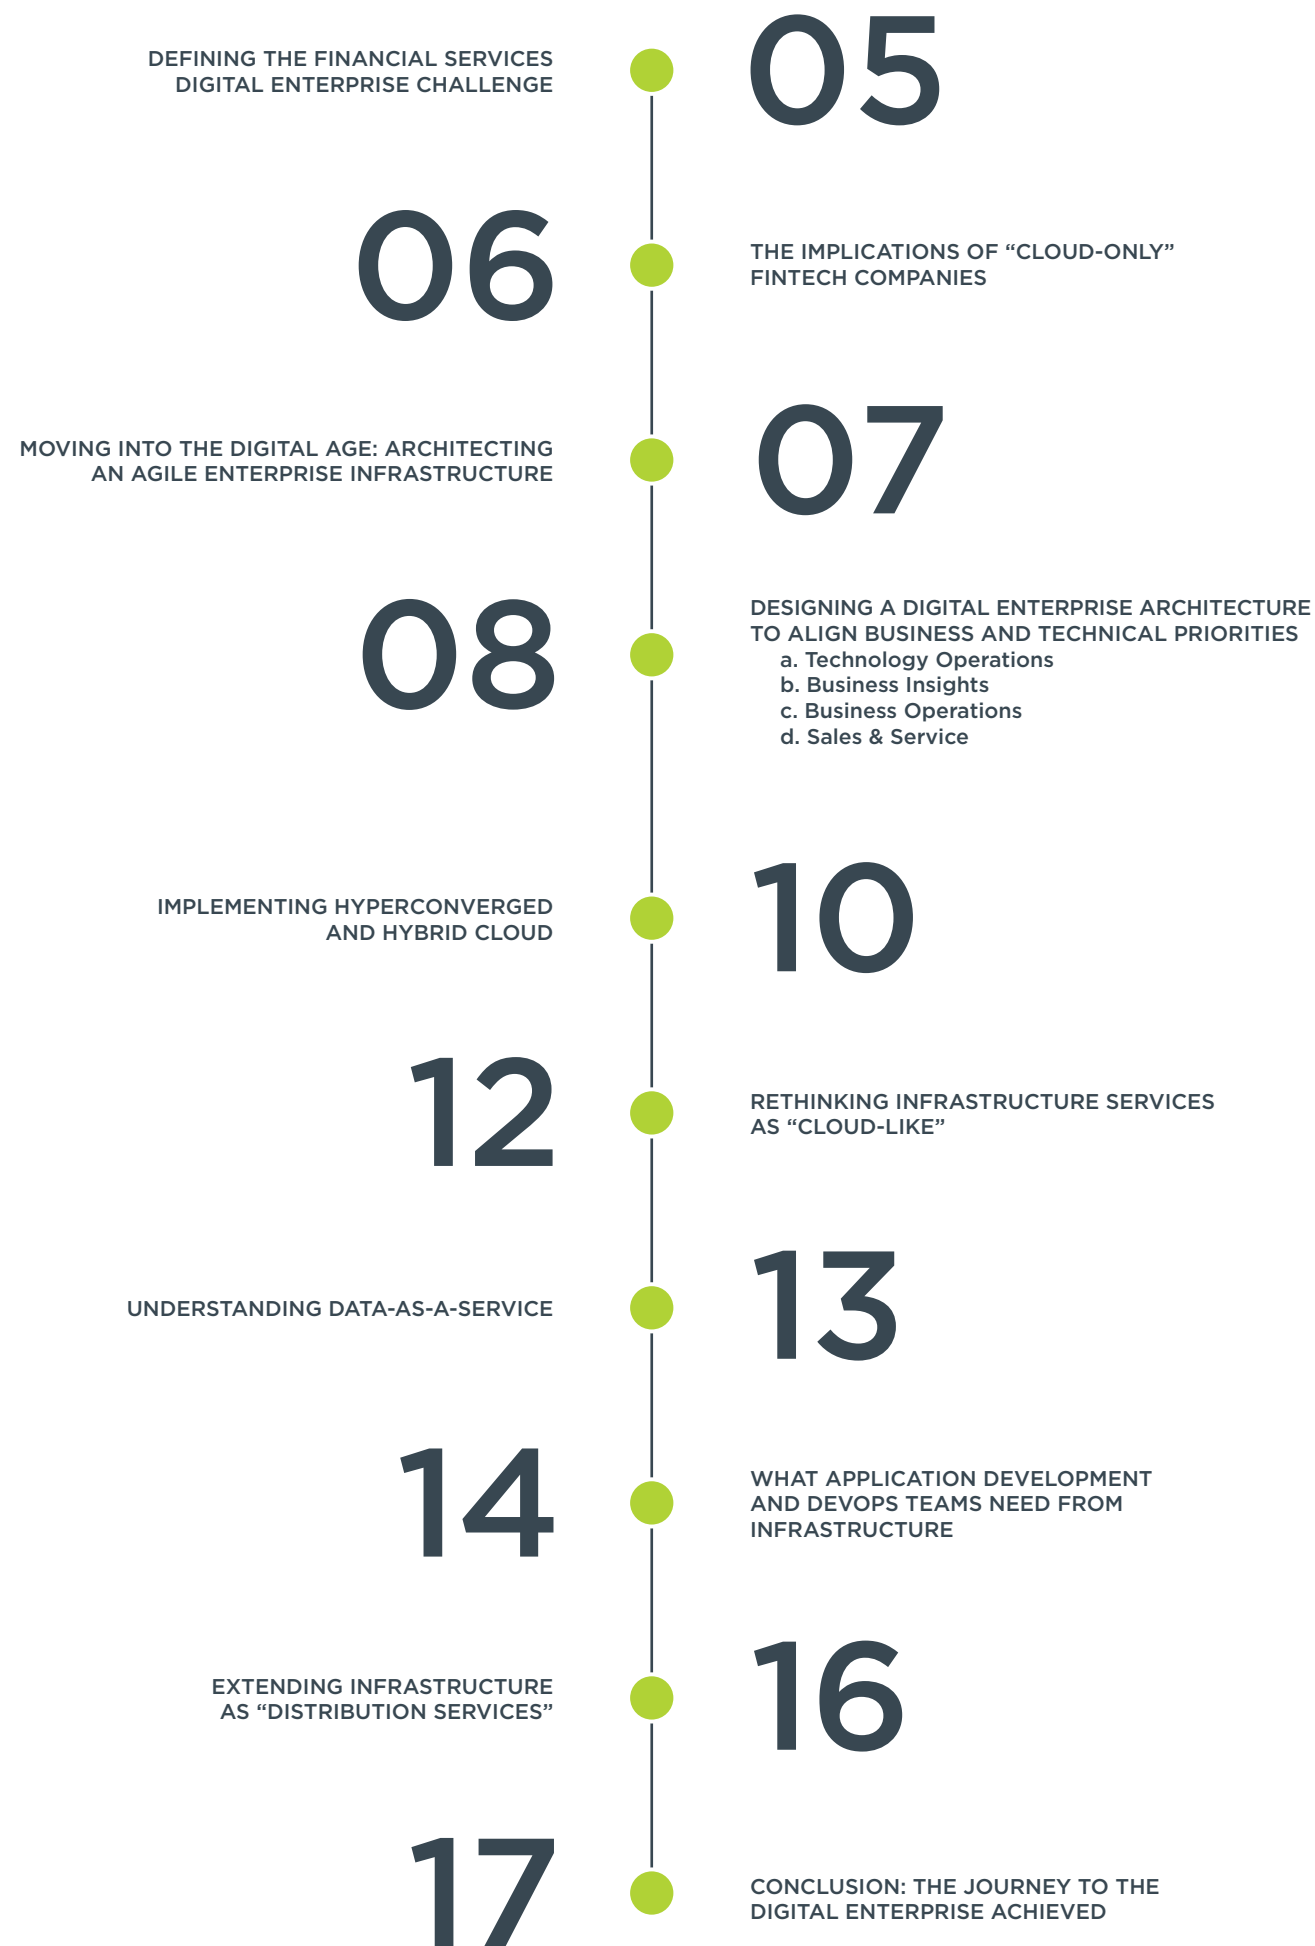 DEFINING THE FINANCIAL SERVICES
DIGITAL ENTERPRISE CHALLENGE
05
06
THE IMPLICATIONS OF “CLOUD-ONLY”
FINTECH COMPANIES
MOVING INTO THE DIGITAL AGE: ARCHITECTING
AN AGILE ENTERPRISE INFRASTRUCTURE
07
08
DESIGNING A DIGITAL ENTERPRISE ARCHITECTURE
TO ALIGN BUSINESS AND TECHNICAL PRIORITIES
a. Technology Operations
b. Business Insights
c. Business Operations
d. Sales & Service
IMPLEMENTING HYPERCONVERGED
AND HYBRID CLOUD
10
12
RETHINKING INFRASTRUCTURE SERVICES
AS “CLOUD-LIKE”
UNDERSTANDING DATA-AS-A-SERVICE
13
14
WHAT APPLICATION DEVELOPMENT
AND DEVOPS TEAMS NEED FROM
INFRASTRUCTURE
EXTENDING INFRASTRUCTURE
AS “DISTRIBUTION SERVICES”
16
17
CONCLUSION: THE JOURNEY TO THE
DIGITAL ENTERPRISE ACHIEVED